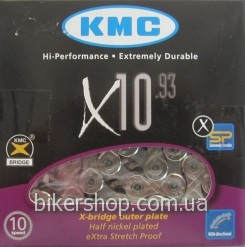 KMC
Hi-Performance • Extremely Durable
X10.93
KMC
X
BRIDGE
X
SP
X-bridge outer plate
10 speed
Half nickel plated
eXtra Stretch Proof
www.bikershop.com.ua